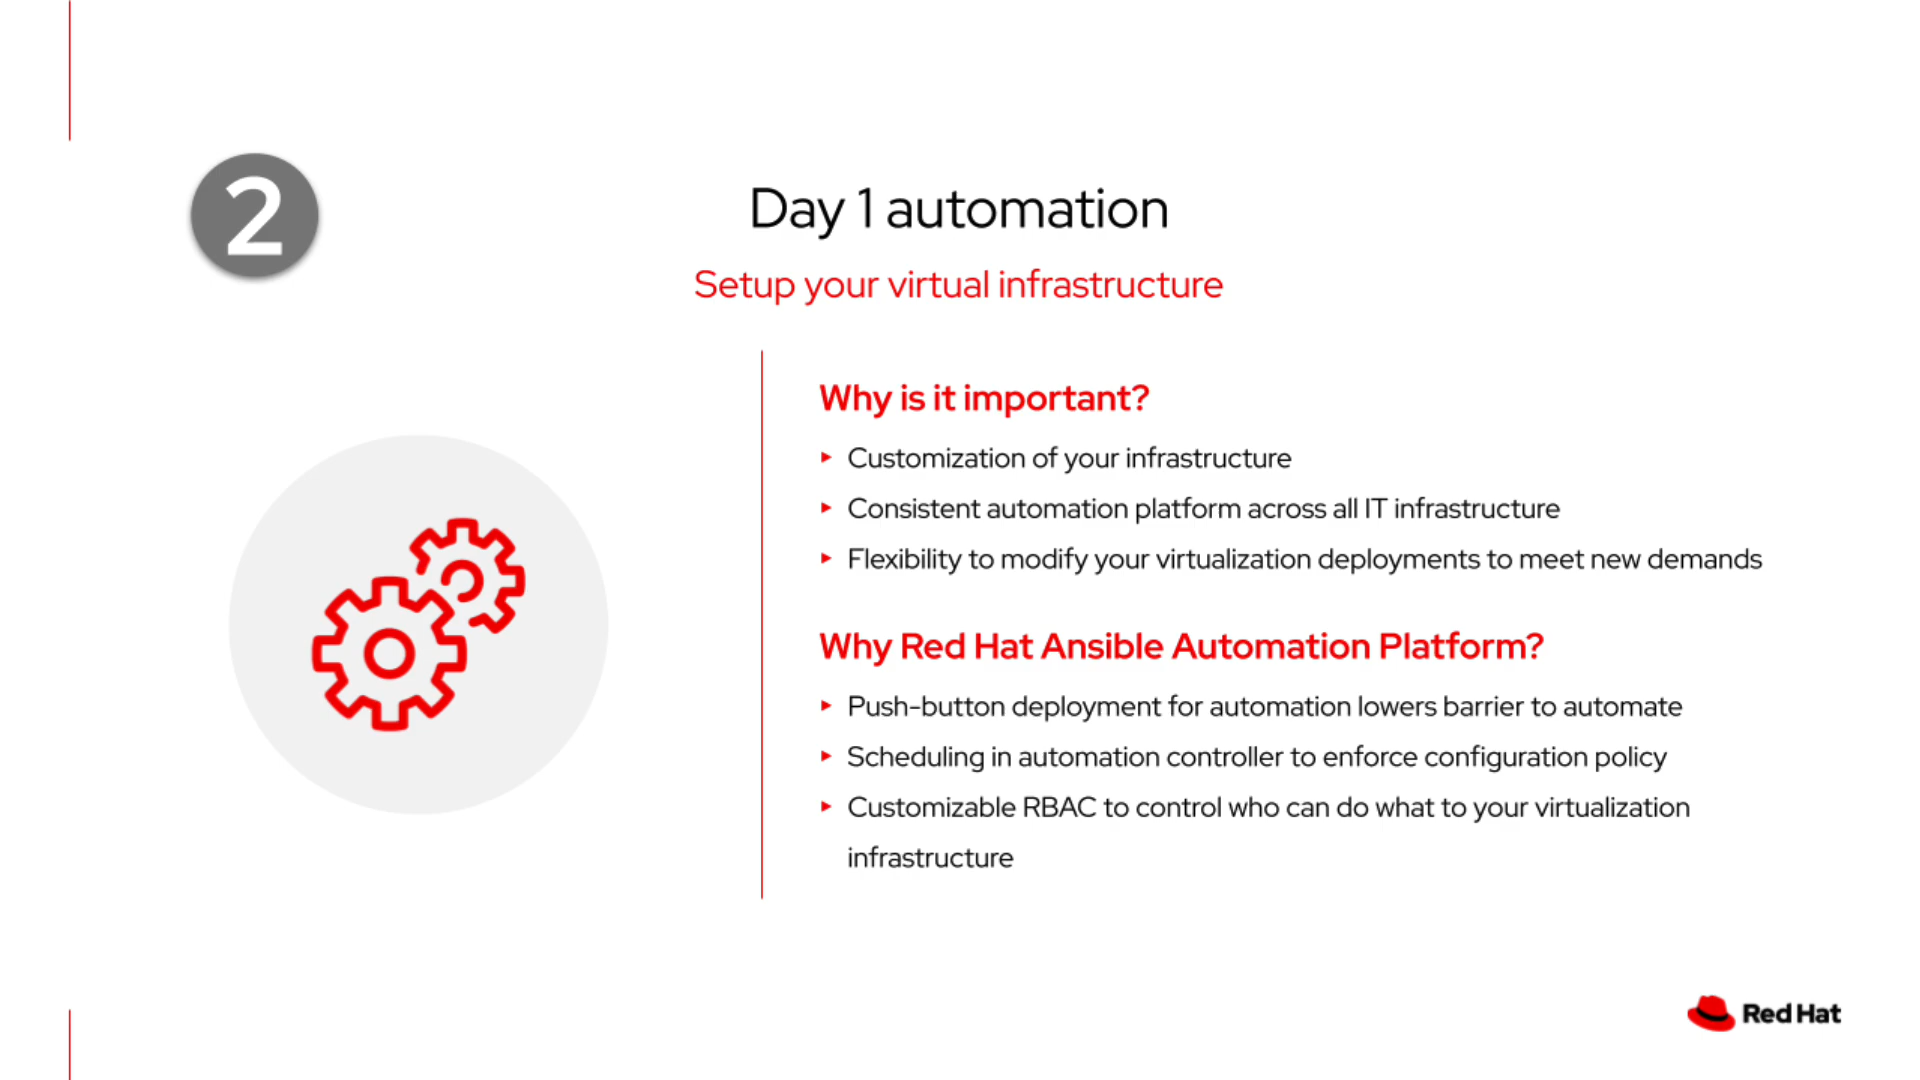 2
Day 1 automation
Setup your virtual infrastructure
Why is it important?
▸ Customization of your infrastructure
▸ Consistent automation platform across all IT infrastructure
▸ Flexibility to modify your virtualization deployments to meet new demands
Why Red Hat Ansible Automation Platform?
▸ Push-button deployment for automation lowers barrier to automate
▸ Scheduling in automation controller to enforce configuration policy
▸ Customizable RBAC to control who can do what to your virtualization
infrastructure
Red Hat